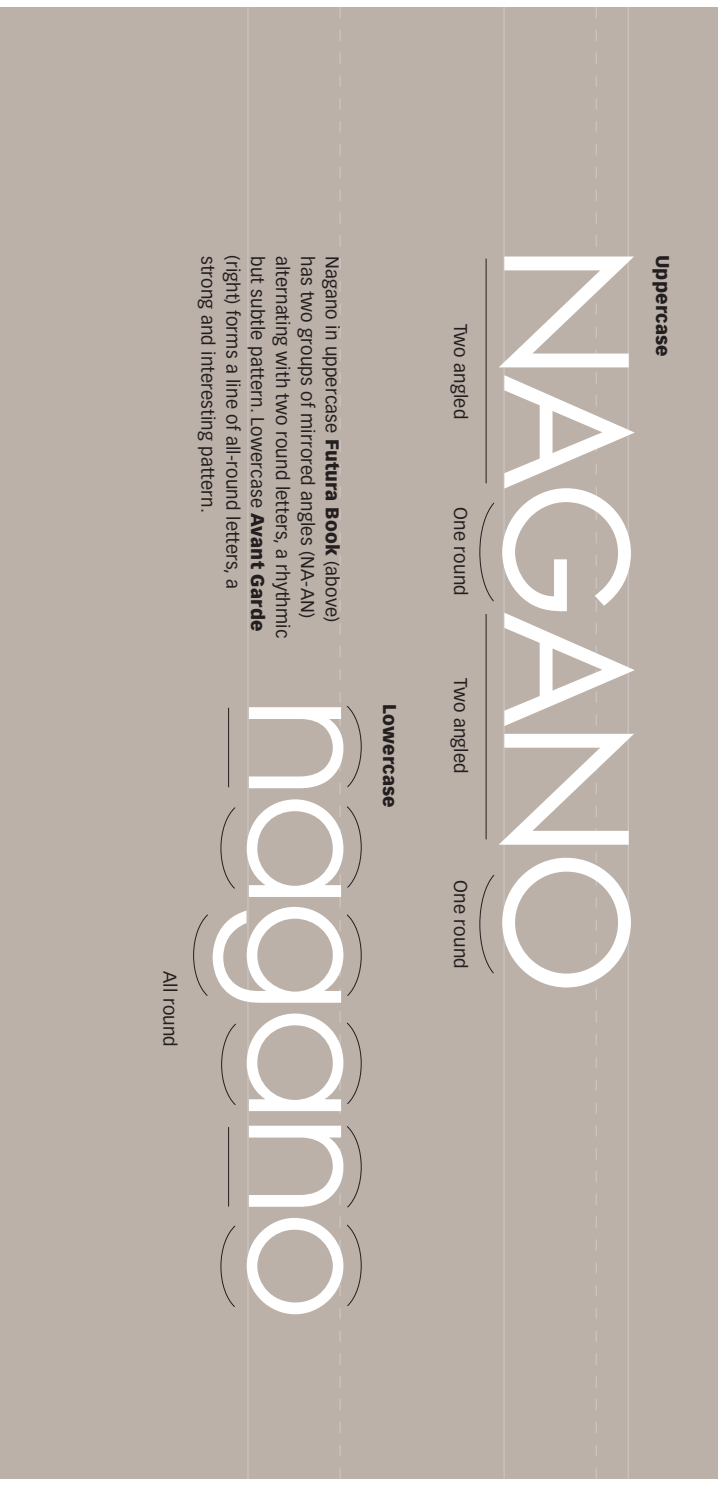 Uppercase
NAGANO
Two angled
One round
Two angled
One round
Nagano in uppercase Futura Book (above)
has two groups of mirrored angles (NA-AN)
alternating with two round letters, a rhythmic
but subtle pattern. Lowercase Avant Garde
(right) forms a line of all-round letters, a
strong and interesting pattern.
Lowercase
nagano
All round